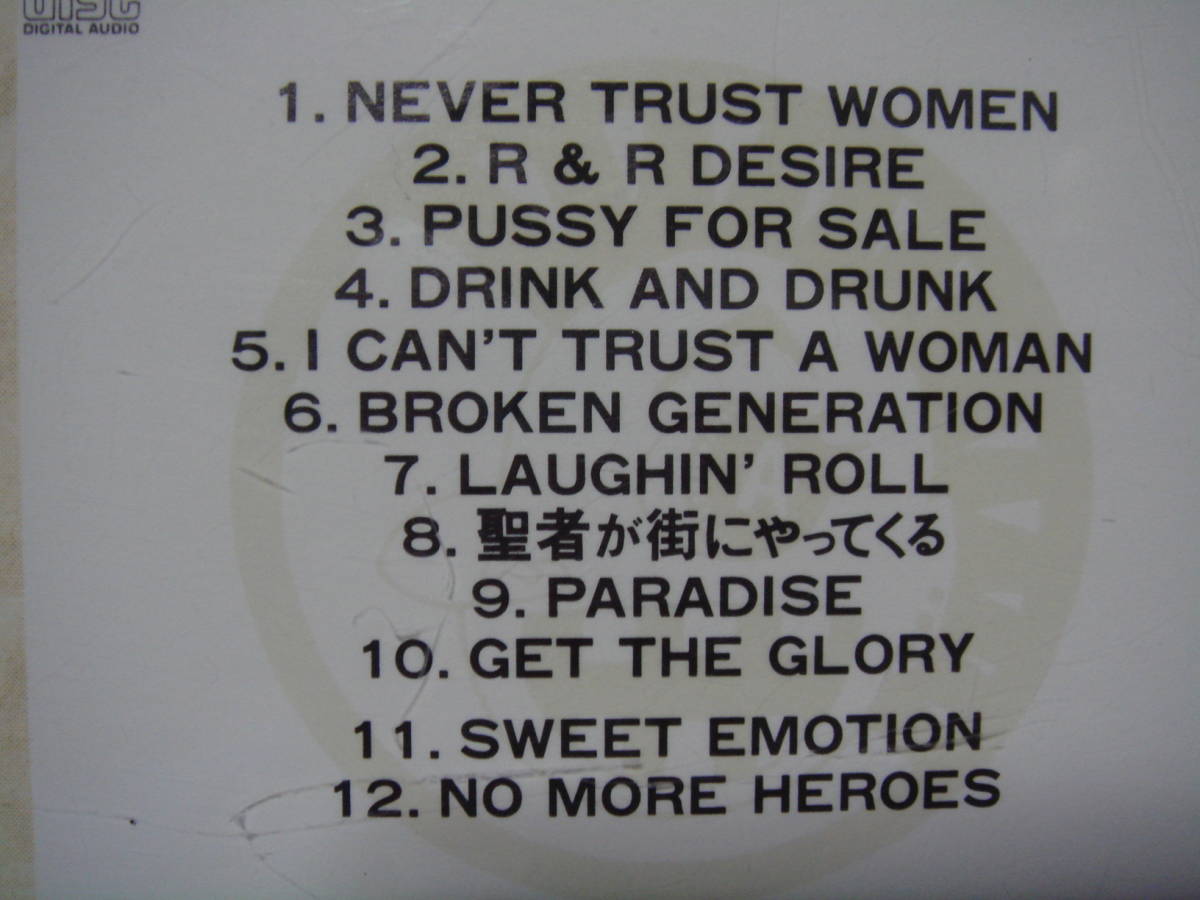 DISC
DIGITAL AUDIO
1. NEVER TRUST WOMEN
2. R & R DESIRE
3. PUSSY FOR SALE
4. DRINK AND DRUNK
5. I CAN'T TRUST A WOMAN
6. BROKEN GENERATION
7. LAUGHIN' ROLL
8. 聖者が街にやってくる
9. PARADISE
10. GET THE GLORY
11. SWEET EMOTION
12. NO MORE HEROES